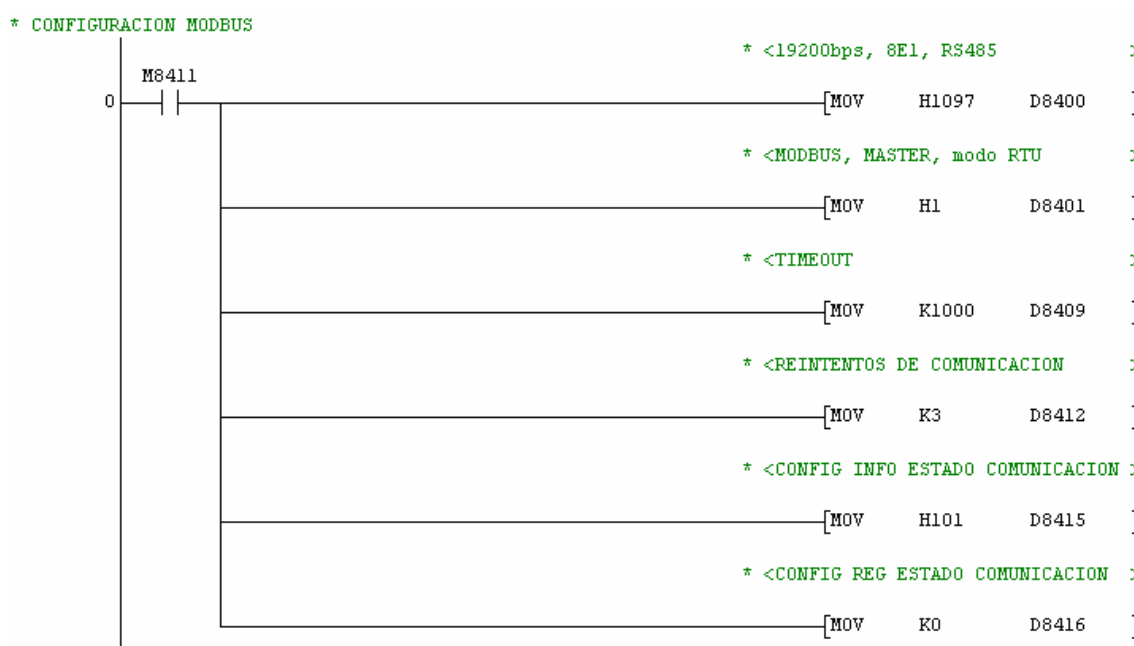 * CONFIGURACION MODBUS
* <19200bps, 8E1, RS485 >
M8411
0
[MOV H1097 D8400 ]
* <MODBUS, MASTER, modo RTU >
[MOV H1 D8401 ]
* <TIMEOUT >
[MOV K1000 D8409 ]
* <REINTENTOS DE COMUNICACION >
[MOV K3 D8412 ]
* <CONFIG INFO ESTADO COMUNICACION >
[MOV H101 D8415 ]
* <CONFIG REG ESTADO COMUNICACION >
[MOV K0 D8416 ]